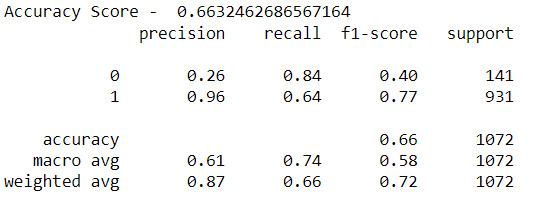 Accuracy Score -  0.6632462686567164
precision recall f1-score support
0 0.26 0.84 0.40 141
1 0.96 0.64 0.77 931
accuracy 0.66 1072
macro avg 0.61 0.74 0.58 1072
weighted avg 0.87 0.66 0.72 1072